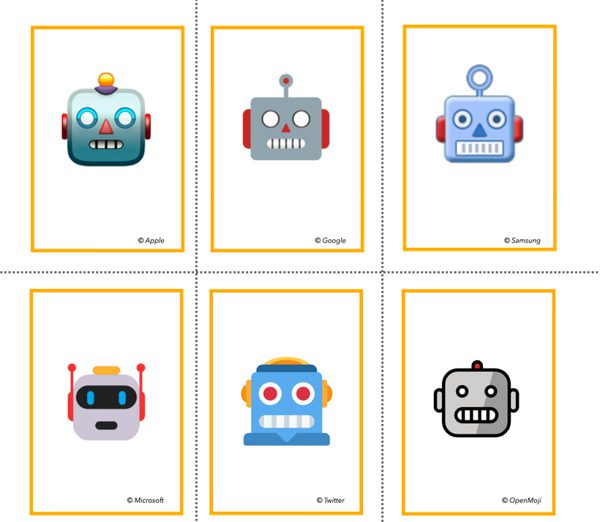 © Apple
© Google
© Samsung
© Microsoft
© Twitter
© OpenMoji